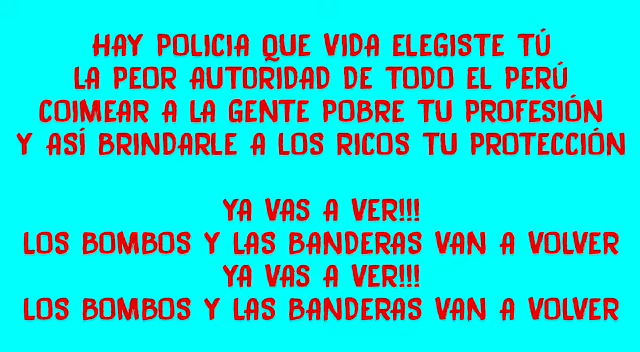 HAY POLICIA QUE VIDA ELEGISTE TÚ
LA PEOR AUTORIDAD DE TODO EL PERÚ
COIMEAR A LA GENTE POBRE TU PROFESIÓN
Y ASÍ BRINDARLE A LOS RICOS TU PROTECCIÓN
YA VAS A VER!!!
LOS BOMBOS Y LAS BANDERAS VAN A VOLVER
YA VAS A VER!!!
LOS BOMBOS Y LAS BANDERAS VAN A VOLVER